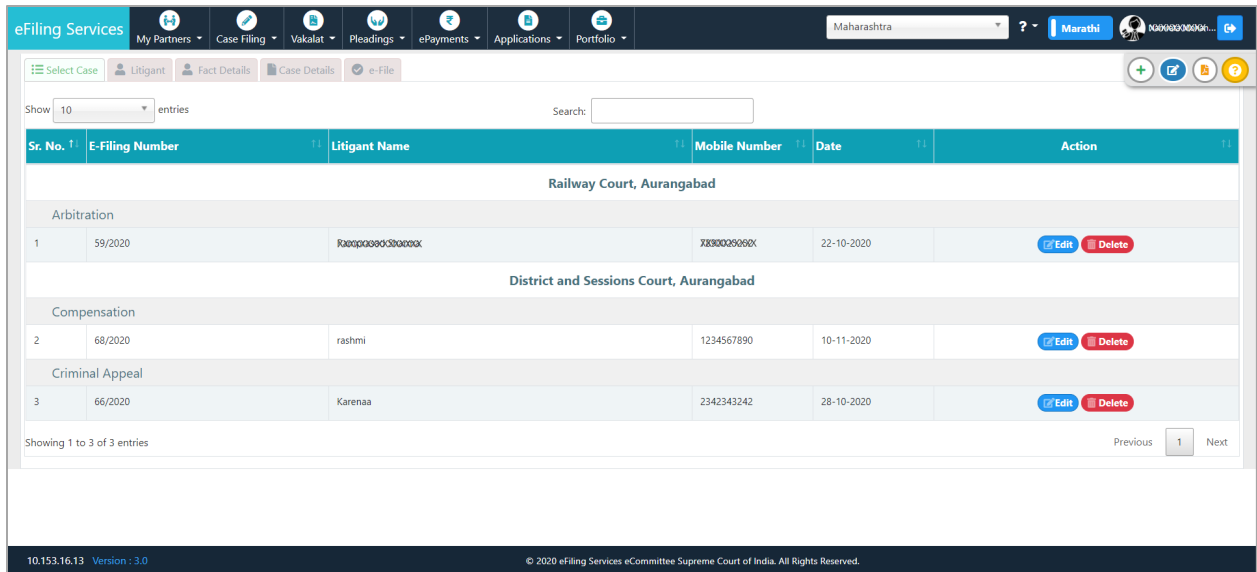 eFiling Services My Partners Case Filing Vakalat Pleadings ePayments Applications Portfolio Maharashtra ? Marathi
Select Case Litigant Fact Details Case Details e-File
Show 10 entries Search:
Sr. No. E-Filing Number Litigant Name Mobile Number Date Action
Railway Court, Aurangabad
Arbitration
1 59/2020 22-10-2020 Edit Delete
District and Sessions Court, Aurangabad
Compensation
2 68/2020 rashmi 1234567890 10-11-2020 Edit Delete
Criminal Appeal
3 66/2020 Karenaa 2342343242 28-10-2020 Edit Delete
Showing 1 to 3 of 3 entries Previous 1 Next
10.153.16.13 Version : 3.0 © 2020 eFiling Services eCommittee Supreme Court of India. All Rights Reserved.